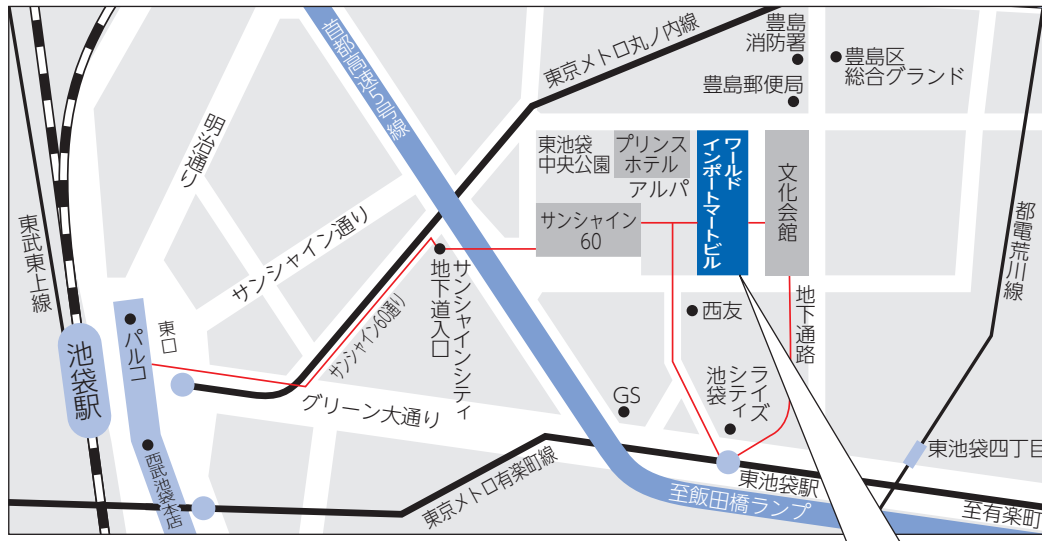 首都高速5号線
東京メトロ丸ノ内線
豊島
消防署
豊島区
総合グランド
豊島郵便局
明治通り
東池袋
中央公園
プリンス
ホテル
アルパ
ワールド
インポートマートビル
文化会館
都電荒川線
東武東上線
サンシャイン通り
サンシャイン
60
サンシャインシティ
地下道入口
サンシャイン60通り
地下通路
西友
東口
パルコ
池袋駅
グリーン大通り
GS
ライズ
シティ
池袋
西武池袋本店
東京メトロ有楽町線
東池袋駅
東池袋四丁目
至飯田橋ランプ
至有楽町